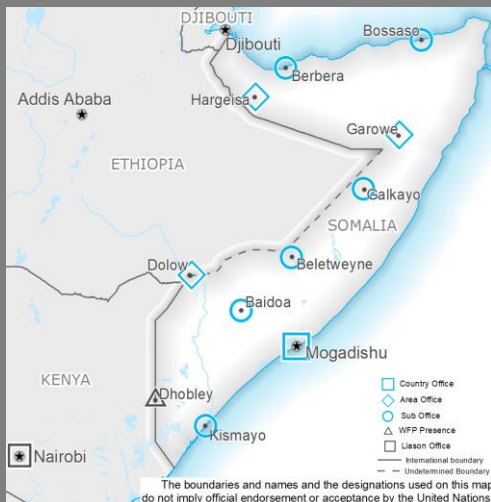 DJIBOUTI
Djibouti
Bossaso
Berbera
Addis Ababa
Hargeisa
Garowe
ETHIOPIA
Galkayo
SOMALIA
Dolow
Beletweyne
Baidoa
Mogadishu
KENYA
Dhobley
Kismayo
Nairobi
Country Office
Area Office
Sub Office
WFP Presence
Liason Office
International boundary
Undetermined Boundary
The boundaries and names and the designations used on this map
do not imply official endorsement or acceptance by the United Nations